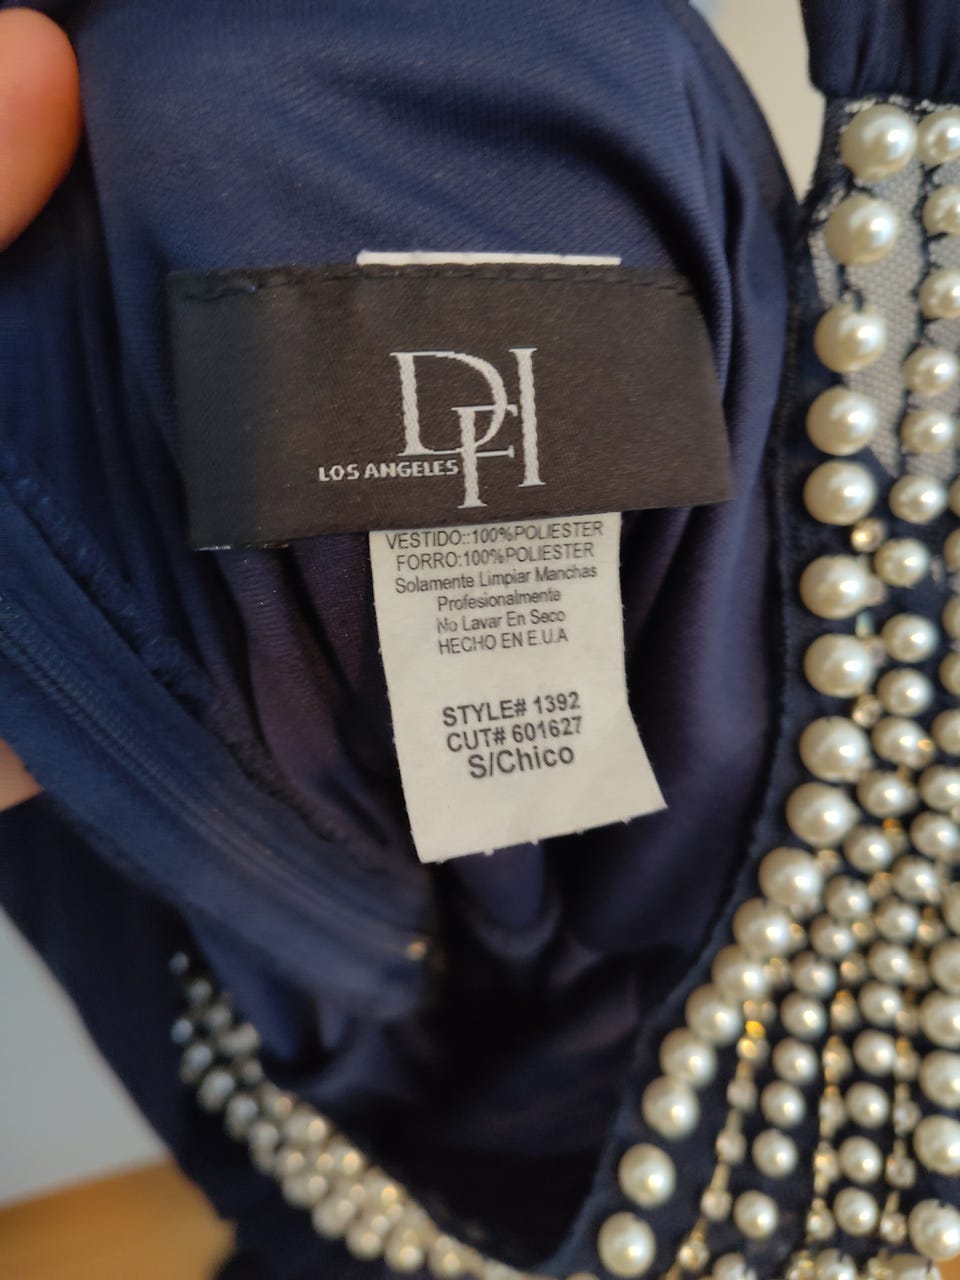 DFH
LOS ANGELES
VESTIDO::100%POLIESTER
FORRO:100%POLIESTER
Solamente Limpiar Manchas
Profesionalmente
No Lavar En Seco
HECHO EN E.U.A
STYLE# 1392
CUT# 601627
S/Chico